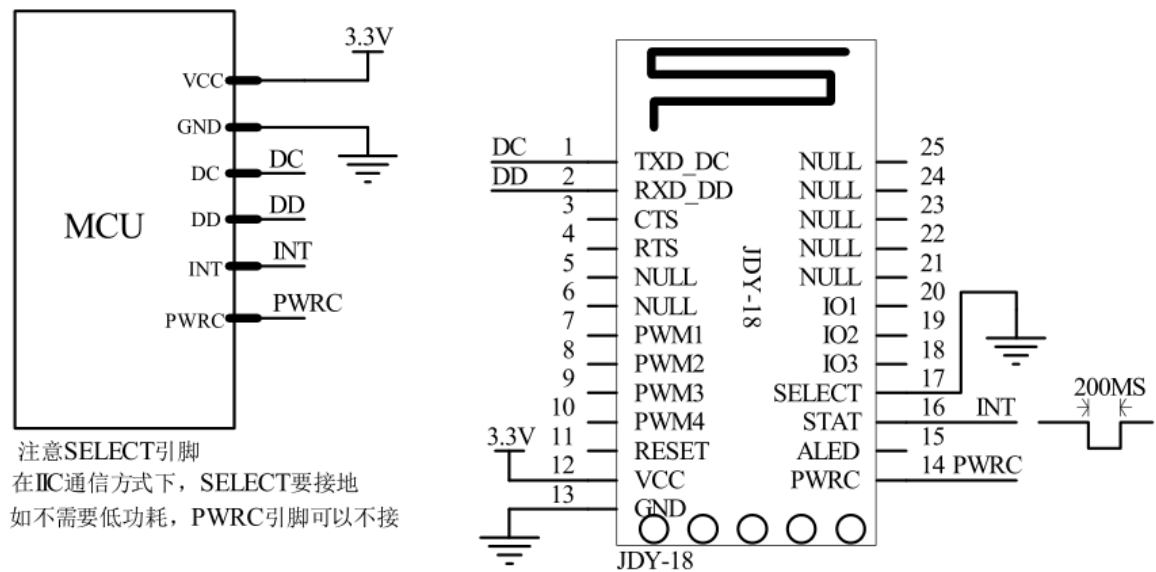 3.3V
VCC
GND
DC DC
DD DD
MCU
INT INT
PWRC PWRC
注意SELECT引脚
在IIC通信方式下，SELECT要接地
如不需要低功耗，PWRC引脚可以不接
DC 1 TXD_DC NULL 25
DD 2 RXD_DD NULL 24
3 CTS NULL 23
4 RTS NULL 22
5 NULL NULL 21
6 NULL IO1 20
7 PWM1 IO2 19
8 PWM2 IO3 18
9 PWM3 SELECT 17
10 PWM4 STAT 16 INT
11 RESET ALED 15
3.3V 12 VCC PWRC 14 PWRC
13 GND
JDY-18
JDY-18
200MS